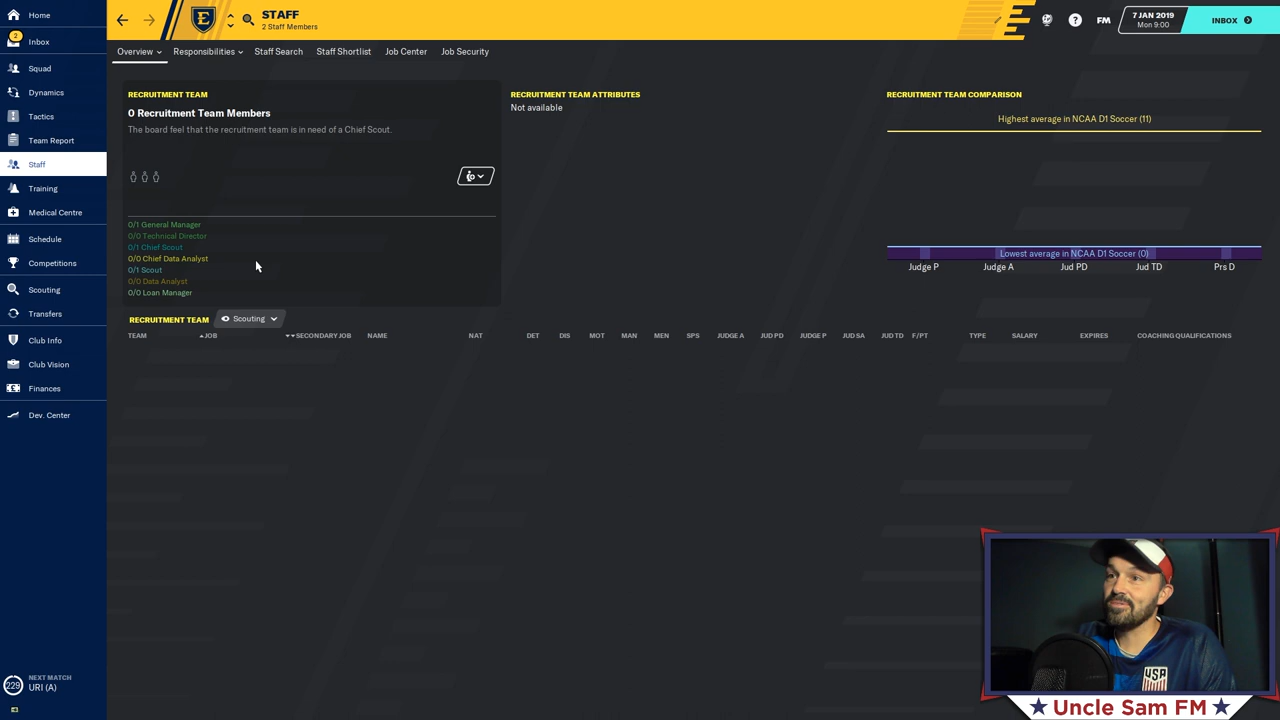 Home
2
Inbox
Squad
Dynamics
Tactics
Team Report
Staff
Training
Medical Centre
Schedule
Competitions
Scouting
Transfers
Club Info
Club Vision
Finances
Dev. Center
229
NEXT MATCH
URI (A)
E
STAFF
2 Staff Members
?
FM
7 JAN 2019
Mon 9:00
INBOX
Overview
Responsibilities
Staff Search
Staff Shortlist
Job Center
Job Security
RECRUITMENT TEAM
0 Recruitment Team Members
The board feel that the recruitment team is in need of a Chief Scout.
0/1 General Manager
0/0 Technical Director
0/1 Chief Scout
0/0 Chief Data Analyst
0/1 Scout
0/0 Data Analyst
0/0 Loan Manager
RECRUITMENT TEAM ATTRIBUTES
Not available
RECRUITMENT TEAM COMPARISON
Highest average in NCAA D1 Soccer (11)
Lowest average in NCAA D1 Soccer (0)
Judge P Judge A Jud PD Jud TD Prs D
RECRUITMENT TEAM Scouting
TEAM JOB SECONDARY JOB NAME NAT DET DIS MOT MAN MEN SPS JUDGE A JUD PD JUDGE P JUD SA JUD TD F/PT TYPE SALARY EXPIRES COACHING QUALIFICATIONS
USA
Uncle Sam FM